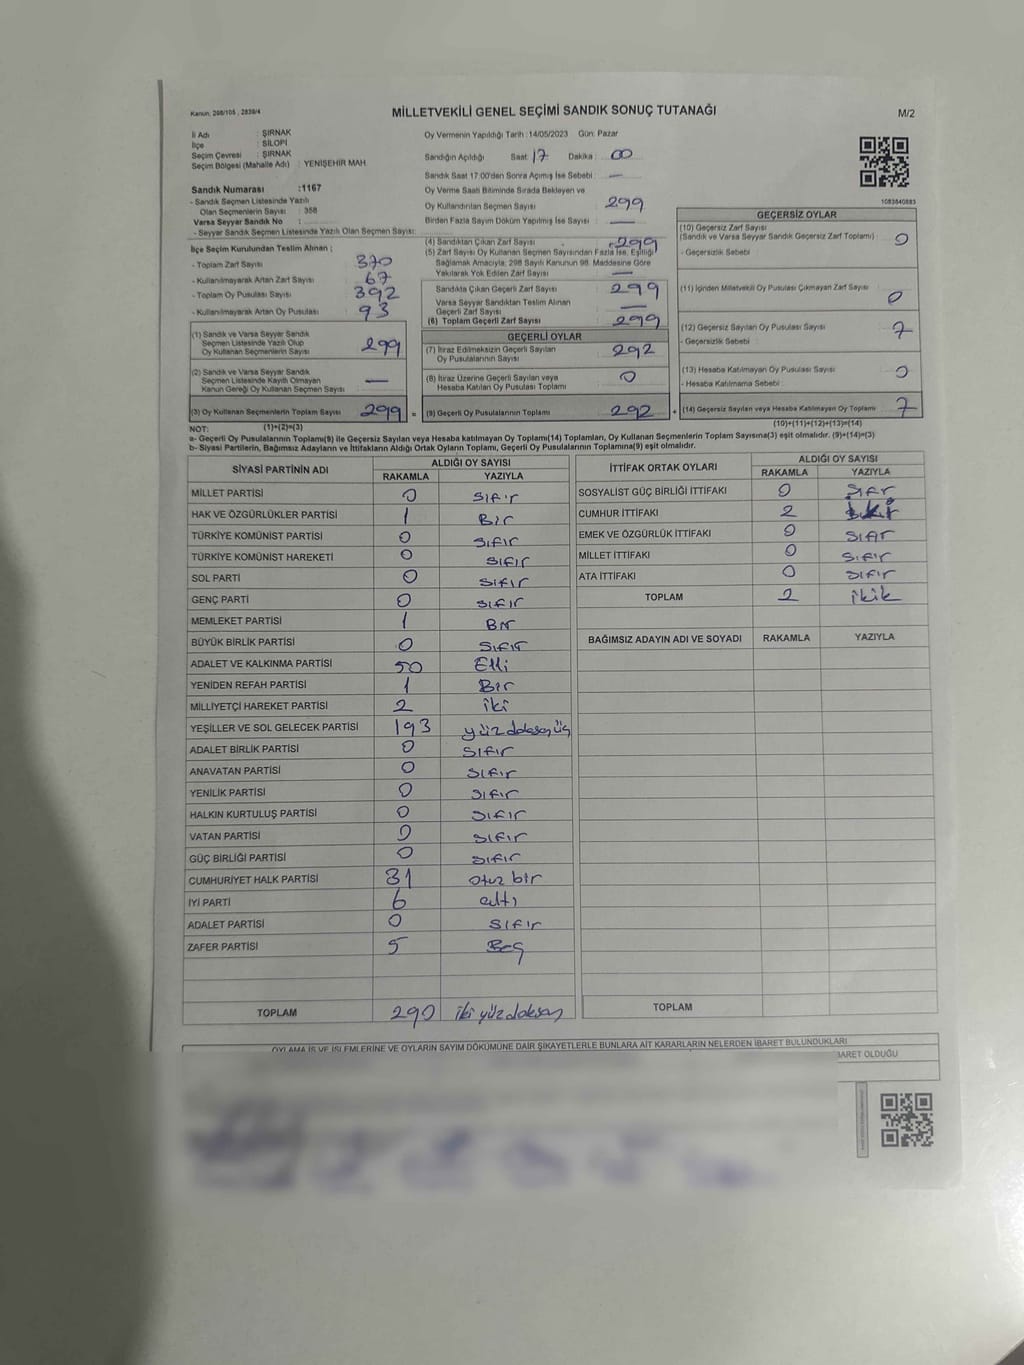 Kanun: 298/105 , 2839/4
MİLLETVEKİLİ GENEL SEÇİMİ SANDIK SONUÇ TUTANAĞI
M/2
İl Adı : ŞIRNAK
İlçe : SİLOPİ
Seçim Çevresi : ŞIRNAK
Seçim Bölgesi (Mahalle Adı) : YENİŞEHİR MAH.
Sandık Numarası :1167
- Sandık Seçmen Listesinde Yazılı
Olan Seçmenlerin Sayısı : 358
Varsa Seyyar Sandık No :
- Seyyar Sandık Seçmen Listesinde Yazılı Olan Seçmen Sayısı:
Oy Vermenin Yapıldığı Tarih :14/05/2023 Gün: Pazar
Sandığın Açıldığı Saat: 17 Dakika : 00
Sandık Saat 17:00'den Sonra Açılmış İse Sebebi : —
Oy Verme Saati Bitiminde Sırada Bekleyen ve
Oy Kullandırılan Seçmen Sayısı : 299
Birden Fazla Sayım Döküm Yapılmış İse Sayısı : —
1083840883
İlçe Seçim Kurulundan Teslim Alınan ;
- Toplam Zarf Sayısı : 370
- Kullanılmayarak Artan Zarf Sayısı : 67
- Toplam Oy Pusulası Sayısı : 392
- Kullanılmayarak Artan Oy Pusulası : 93
(1) Sandık ve Varsa Seyyar Sandık
Seçmen Listesinde Yazılı Olup
Oy Kullanan Seçmenlerin Sayısı : 299
(2) Sandık ve Varsa Seyyar Sandık
Seçmen Listesinde Kayıtlı Olmayan
Kanun Gereği Oy Kullanan Seçmen Sayısı : —
(3) Oy Kullanan Seçmenlerin Toplam Sayısı : 299 =
(4) Sandıktan Çıkan Zarf Sayısı : 299
(5) Zarf Sayısı Oy Kullanan Seçmen Sayısından Fazla İse, Eşitliği
Sağlamak Amacıyla, 298 Sayılı Kanunun 98. Maddesine Göre
Yakılarak Yok Edilen Zarf Sayısı : —
Sandıkta Çıkan Geçerli Zarf Sayısı : 299
Varsa Seyyar Sandıktan Teslim Alınan
Geçerli Zarf Sayısı : —
(6) Toplam Geçerli Zarf Sayısı : 299
GEÇERLİ OYLAR
(7) İtiraz Edilmeksizin Geçerli Sayılan
Oy Pusulalarının Sayısı : 292
(8) İtiraz Üzerine Geçerli Sayılan veya
Hesaba Katılan Oy Pusulası Toplamı : 0
(9) Geçerli Oy Pusulalarının Toplamı : 292 +
GEÇERSİZ OYLAR
(10) Geçersiz Zarf Sayısı
(Sandık ve Varsa Seyyar Sandık Geçersiz Zarf Toplamı) : 0
- Geçersizlik Sebebi :
(11) İçinden Milletvekili Oy Pusulası Çıkmayan Zarf Sayısı : 0
(12) Geçersiz Sayılan Oy Pusulası Sayısı : 7
- Geçersizlik Sebebi :
(13) Hesaba Katılmayan Oy Pusulası Sayısı : 0
- Hesaba Katılmama Sebebi :
(14) Geçersiz Sayılan veya Hesaba Katılmayan Oy Toplamı : 7
NOT: (1)+(2)=(3) (10)+(11)+(12)+(13)=(14)
a- Geçerli Oy Pusulalarının Toplamı(9) ile Geçersiz Sayılan veya Hesaba katılmayan Oy Toplamı(14) Toplamları, Oy Kullanan Seçmenlerin Toplam Sayısına(3) eşit olmalıdır. (9)+(14)=(3)
b- Siyasi Partilerin, Bağımsız Adayların ve İttifakların Aldığı Ortak Oyların Toplamı, Geçerli Oy Pusulalarının Toplamına(9) eşit olmalıdır.
SİYASİ PARTİNİN ADI ALDIĞI OY SAYISI
RAKAMLA YAZIYLA
MİLLET PARTİSİ 0 sıfır
HAK VE ÖZGÜRLÜKLER PARTİSİ 1 Bir
TÜRKİYE KOMÜNİST PARTİSİ 0 sıfır
TÜRKİYE KOMÜNİST HAREKETİ 0 sıfır
SOL PARTİ 0 sıfır
GENÇ PARTİ 0 sıfır
MEMLEKET PARTİSİ 1 Bir
BÜYÜK BİRLİK PARTİSİ 0 sıfır
ADALET VE KALKINMA PARTİSİ 50 Elli
YENİDEN REFAH PARTİSİ 1 Bir
MİLLİYETÇİ HAREKET PARTİSİ 2 iki
YEŞİLLER VE SOL GELECEK PARTİSİ 193 yüz doksan üç
ADALET BİRLİK PARTİSİ 0 sıfır
ANAVATAN PARTİSİ 0 sıfır
YENİLİK PARTİSİ 0 sıfır
HALKIN KURTULUŞ PARTİSİ 0 sıfır
VATAN PARTİSİ 0 sıfır
GÜÇ BİRLİĞİ PARTİSİ 0 sıfır
CUMHURİYET HALK PARTİSİ 31 otuz bir
İYİ PARTİ 6 altı
ADALET PARTİSİ 0 sıfır
ZAFER PARTİSİ 5 Beş
TOPLAM 290 iki yüz doksan
İTTİFAK ORTAK OYLARI ALDIĞI OY SAYISI
RAKAMLA YAZIYLA
SOSYALİST GÜÇ BİRLİĞİ İTTİFAKI 0 sıfır
CUMHUR İTTİFAKI 2
EMEK VE ÖZGÜRLÜK İTTİFAKI 0 sıfır
MİLLET İTTİFAKI 0 sıfır
ATA İTTİFAKI 0 sıfır
TOPLAM 2 ikik
BAĞIMSIZ ADAYIN ADI VE SOYADI RAKAMLA YAZIYLA
TOPLAM
OYLAMA İŞ VE İŞLEMLERİNE VE OYLARIN SAYIM DÖKÜMÜNE DAİR ŞİKAYETLERLE BUNLARA AİT KARARLARIN NELERDEN İBARET BULUNDUKLARI
BARET OLDUĞU